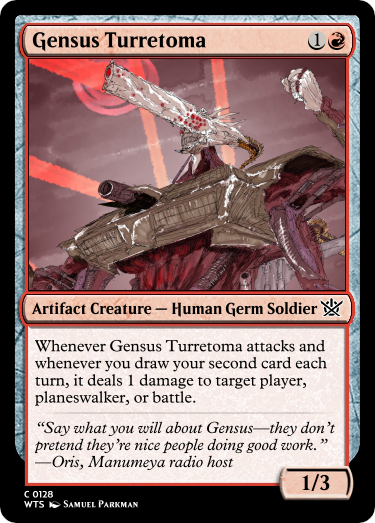 Gensus Turretoma
1
Artifact Creature — Human Germ Soldier
Whenever Gensus Turretoma attacks and
whenever you draw your second card each
turn, it deals 1 damage to target player,
planeswalker, or battle.
“Say what you will about Gensus—they don’t
pretend they’re nice people doing good work.”
—Oris, Manumeya radio host
1/3
C 0128
WTS Samuel Parkman